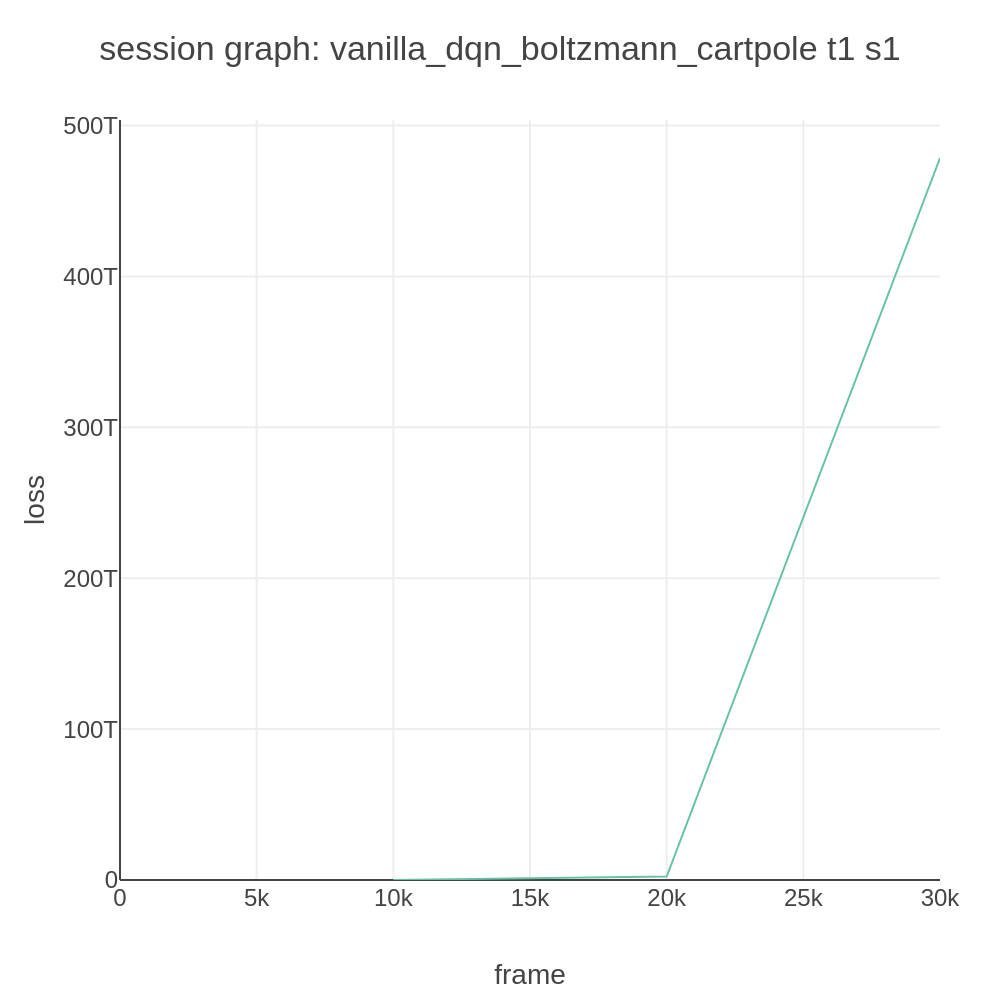 session graph: vanilla_dqn_boltzmann_cartpole t1 s1
500T
400T
300T
200T
100T
0
loss
0 5k 10k 15k 20k 25k 30k
frame